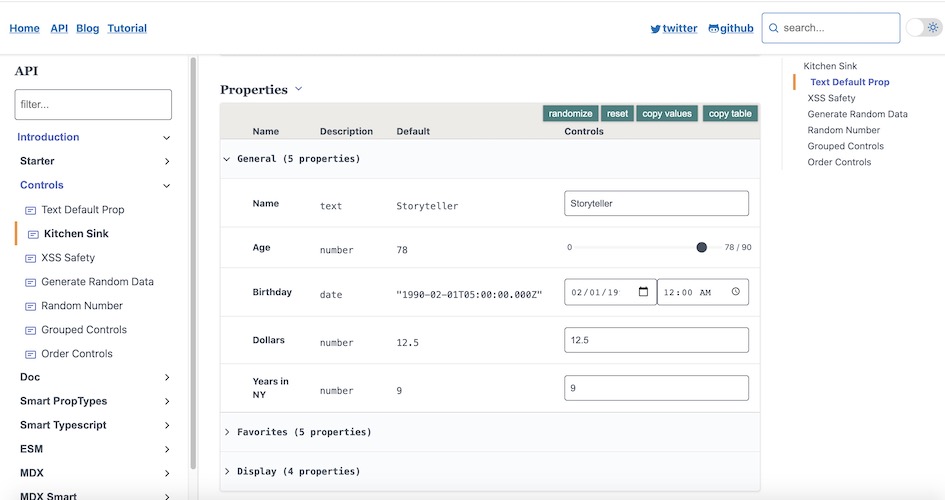 Home API Blog Tutorial
twitter github search...
API
filter...
Introduction
Starter
Controls
Text Default Prop
Kitchen Sink
XSS Safety
Generate Random Data
Random Number
Grouped Controls
Order Controls
Doc
Smart PropTypes
Smart Typescript
ESM
MDX
MDX Smart
Properties
randomize reset copy values copy table
Name Description Default Controls
General (5 properties)
Name text Storyteller Storyteller
Age number 78 0 78 / 90
Birthday date "1990-02-01T05:00:00.000Z" 02/01/19 12:00 AM
Dollars number 12.5 12.5
Years in
NY number 9 9
Favorites (5 properties)
Display (4 properties)
Kitchen Sink
Text Default Prop
XSS Safety
Generate Random Data
Random Number
Grouped Controls
Order Controls